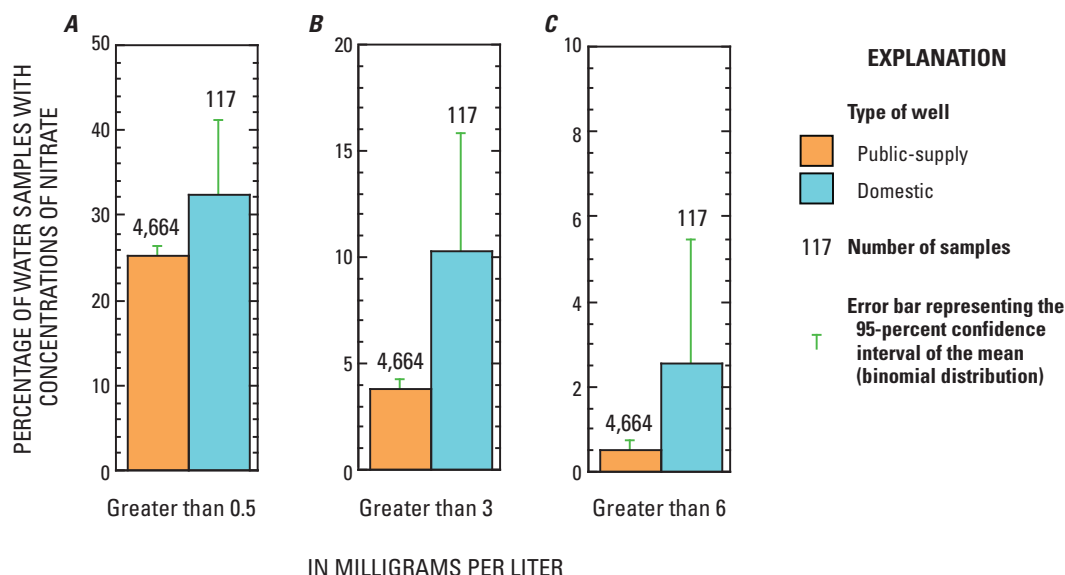 PERCENTAGE OF WATER SAMPLES WITH
CONCENTRATIONS OF NITRATE
A
50
40
30
20
10
0
117
4,664
Greater than 0.5
B
20
15
10
5
0
117
4,664
Greater than 3
C
10
8
6
4
2
0
117
4,664
Greater than 6
IN MILLIGRAMS PER LITER
EXPLANATION
Type of well
Public-supply
Domestic
117 Number of samples
Error bar representing the
95-percent confidence
interval of the mean
(binomial distribution)